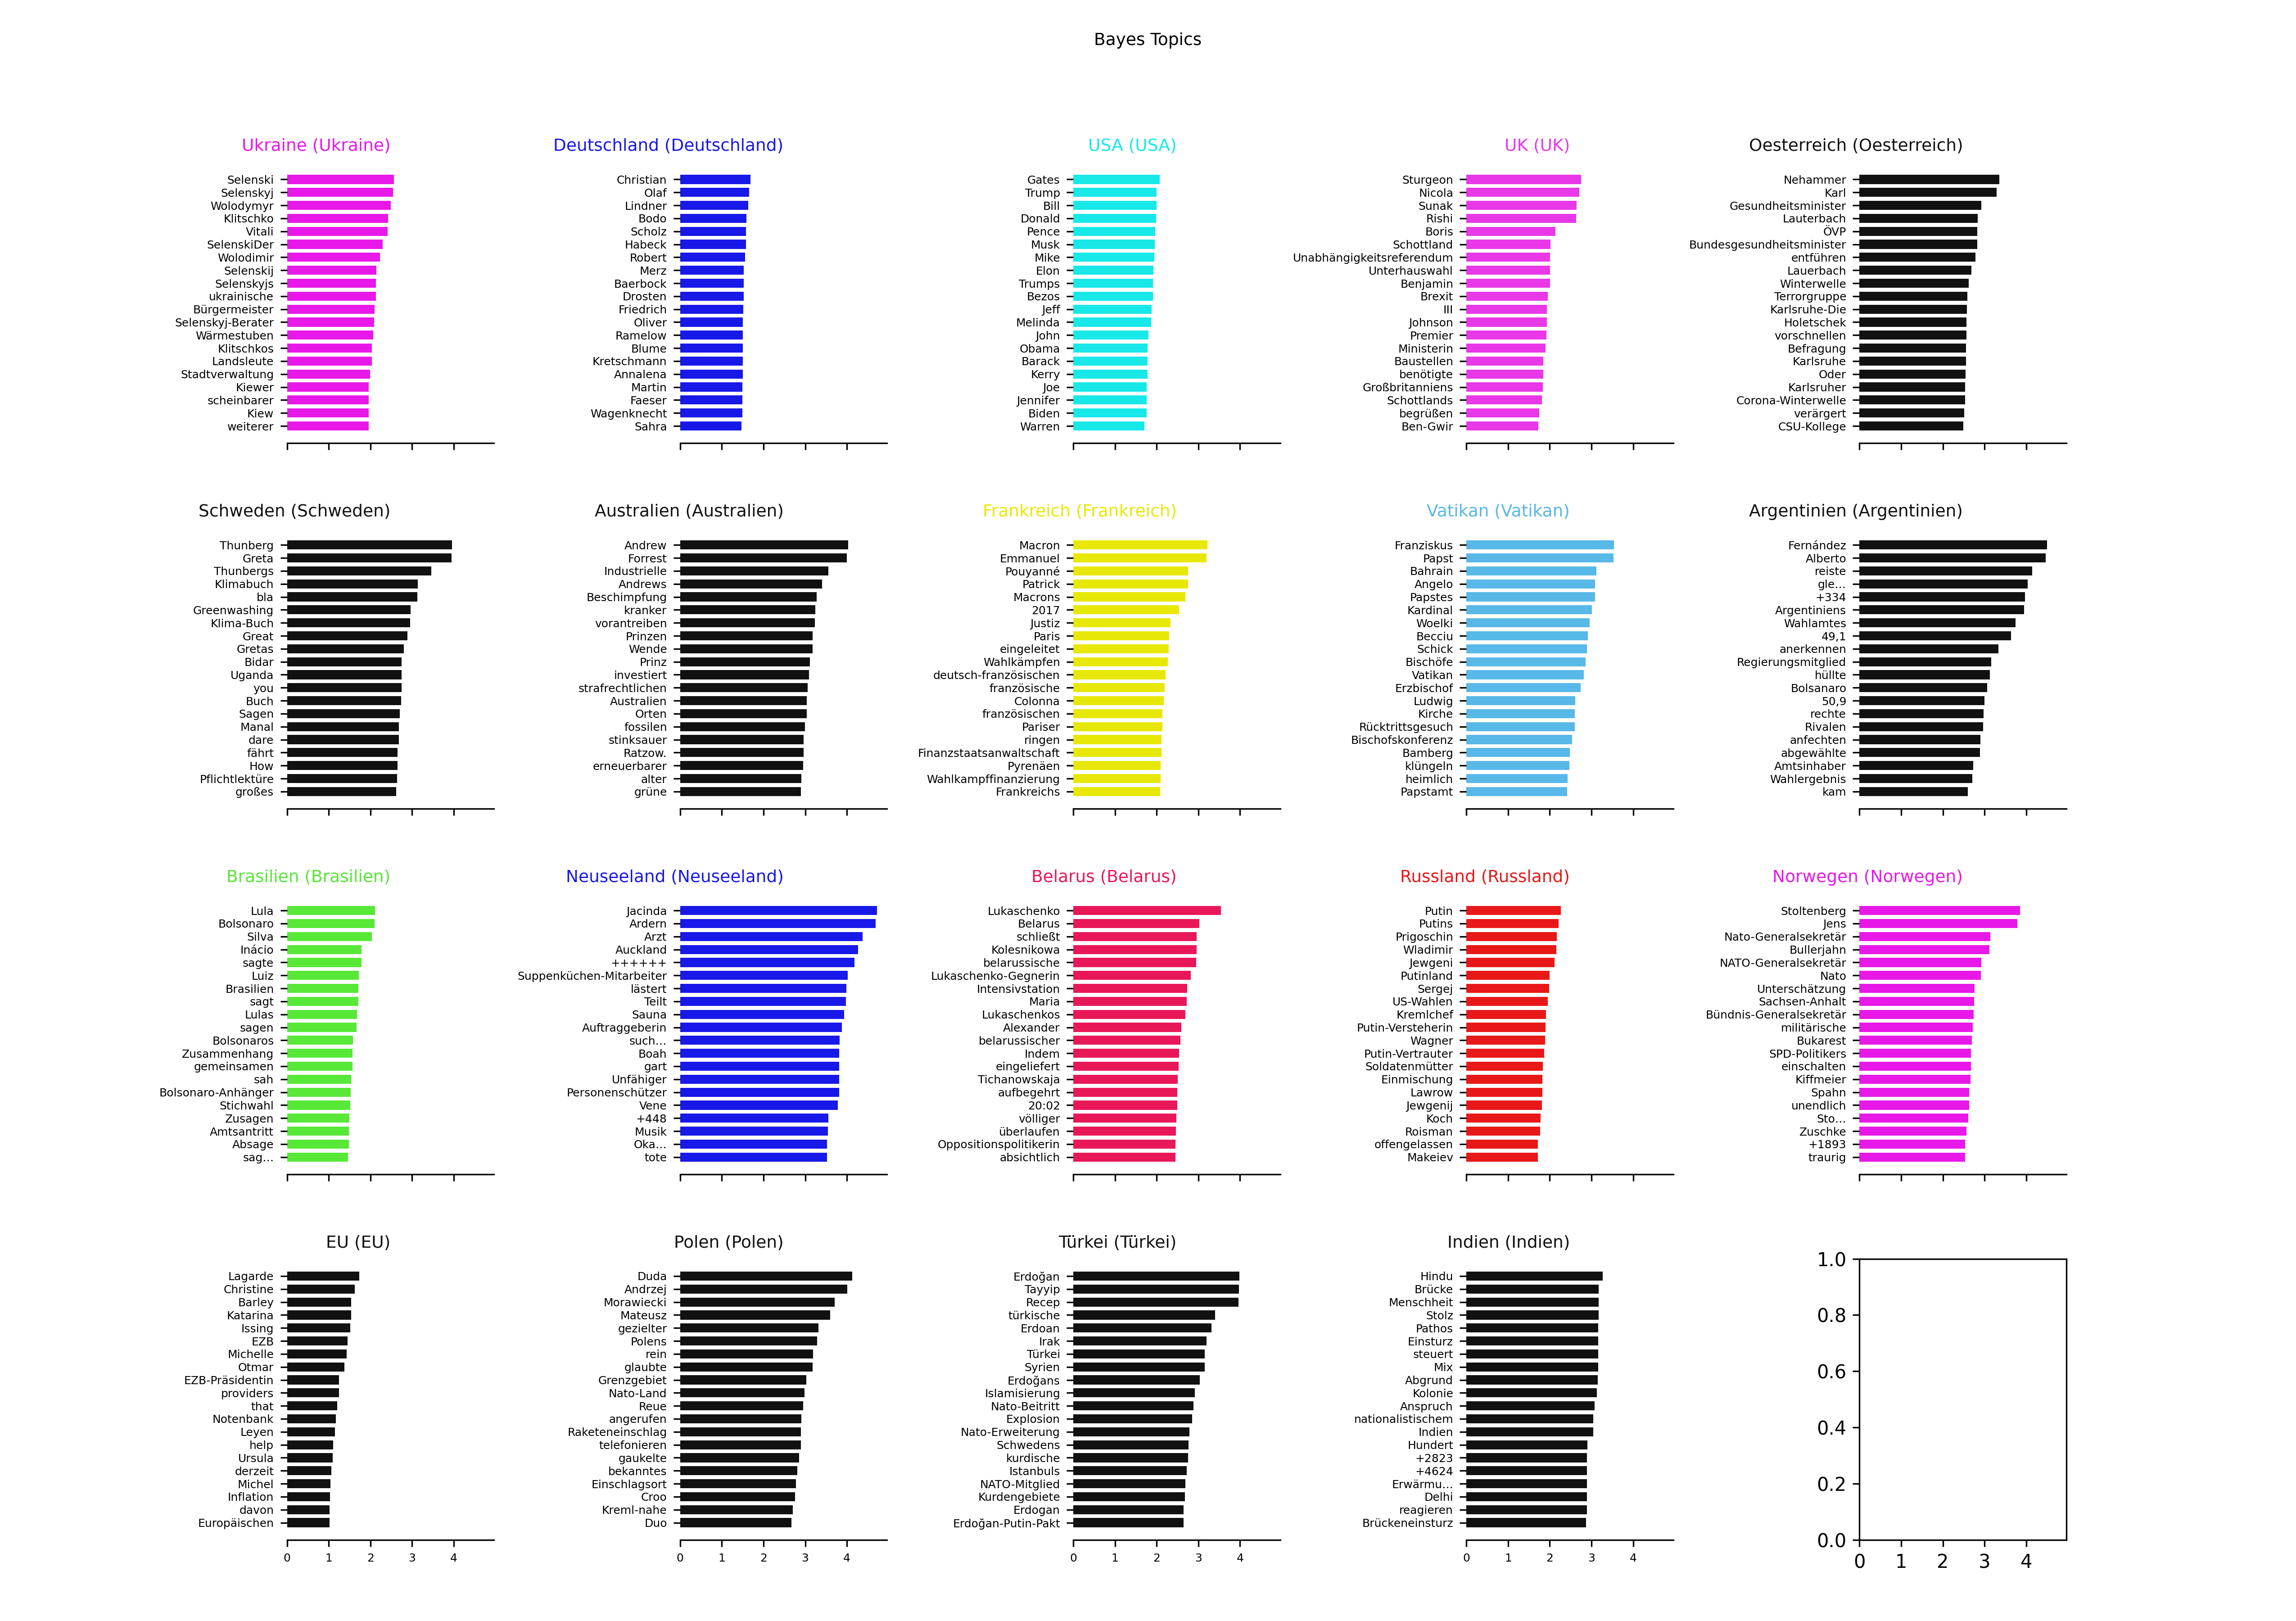 Bayes Topics
Ukraine (Ukraine)
Selenski
Selenskyj
Wolodymyr
Klitschko
Vitali
SelenskiDer
Wolodimir
Selenskij
Selenskyjs
ukrainische
Bürgermeister
Selenskyj-Berater
Wärmestuben
Klitschkos
Landsleute
Stadtverwaltung
Kiewer
scheinbarer
Kiew
weiterer
Deutschland (Deutschland)
Christian
Olaf
Lindner
Bodo
Scholz
Habeck
Robert
Merz
Baerbock
Drosten
Friedrich
Oliver
Ramelow
Blume
Kretschmann
Annalena
Martin
Faeser
Wagenknecht
Sahra
USA (USA)
Gates
Trump
Bill
Donald
Pence
Musk
Mike
Elon
Trumps
Bezos
Jeff
Melinda
John
Obama
Barack
Kerry
Joe
Jennifer
Biden
Warren
UK (UK)
Sturgeon
Nicola
Sunak
Rishi
Boris
Schottland
Unabhängigkeitsreferendum
Unterhauswahl
Benjamin
Brexit
III
Johnson
Premier
Ministerin
Baustellen
benötigte
Großbritanniens
Schottlands
begrüßen
Ben-Gwir
Oesterreich (Oesterreich)
Nehammer
Karl
Gesundheitsminister
Lauterbach
ÖVP
Bundesgesundheitsminister
entführen
Lauerbach
Winterwelle
Terrorgruppe
Karlsruhe-Die
Holetschek
vorschnellen
Befragung
Karlsruhe
Oder
Karlsruher
Corona-Winterwelle
verärgert
CSU-Kollege
Schweden (Schweden)
Thunberg
Greta
Thunbergs
Klimabuch
bla
Greenwashing
Klima-Buch
Great
Gretas
Bidar
Uganda
you
Buch
Sagen
Manal
dare
fährt
How
Pflichtlektüre
großes
Australien (Australien)
Andrew
Forrest
Industrielle
Andrews
Beschimpfung
kranker
vorantreiben
Prinzen
Wende
Prinz
investiert
strafrechtlichen
Australien
Orten
fossilen
stinksauer
Ratzow.
erneuerbarer
alter
grüne
Frankreich (Frankreich)
Macron
Emmanuel
Pouyanné
Patrick
Macrons
2017
Justiz
Paris
eingeleitet
Wahlkämpfen
deutsch-französischen
französische
Colonna
französischen
Pariser
ringen
Finanzstaatsanwaltschaft
Pyrenäen
Wahlkampffinanzierung
Frankreichs
Vatikan (Vatikan)
Franziskus
Papst
Bahrain
Angelo
Papstes
Kardinal
Woelki
Becciu
Schick
Bischöfe
Vatikan
Erzbischof
Ludwig
Kirche
Rücktrittsgesuch
Bischofskonferenz
Bamberg
klüngeln
heimlich
Papstamt
Argentinien (Argentinien)
Fernández
Alberto
reiste
gle…
+334
Argentiniens
Wahlamtes
49,1
anerkennen
Regierungsmitglied
hüllte
Bolsanaro
50,9
rechte
Rivalen
anfechten
abgewählte
Amtsinhaber
Wahlergebnis
kam
Brasilien (Brasilien)
Lula
Bolsonaro
Silva
Inácio
sagte
Luiz
Brasilien
sagt
Lulas
sagen
Bolsonaros
Zusammenhang
gemeinsamen
sah
Bolsonaro-Anhänger
Stichwahl
Zusagen
Amtsantritt
Absage
sag…
Neuseeland (Neuseeland)
Jacinda
Ardern
Arzt
Auckland
++++++
Suppenküchen-Mitarbeiter
lästert
Teilt
Sauna
Auftraggeberin
such…
Boah
gart
Unfähiger
Personenschützer
Vene
+448
Musik
Oka…
tote
Belarus (Belarus)
Lukaschenko
Belarus
schließt
Kolesnikowa
belarussische
Lukaschenko-Gegnerin
Intensivstation
Maria
Lukaschenkos
Alexander
belarussischer
Indem
eingeliefert
Tichanowskaja
aufbegehrt
20:02
völliger
überlaufen
Oppositionspolitikerin
absichtlich
Russland (Russland)
Putin
Putins
Prigoschin
Wladimir
Jewgeni
Putinland
Sergej
US-Wahlen
Kremlchef
Putin-Versteherin
Wagner
Putin-Vertrauter
Soldatenmütter
Einmischung
Lawrow
Jewgenij
Koch
Roisman
offengelassen
Makeiev
Norwegen (Norwegen)
Stoltenberg
Jens
Nato-Generalsekretär
Bullerjahn
NATO-Generalsekretär
Nato
Unterschätzung
Sachsen-Anhalt
Bündnis-Generalsekretär
militärische
Bukarest
SPD-Politikers
einschalten
Kiffmeier
Spahn
unendlich
Sto…
Zuschke
+1893
traurig
EU (EU)
Lagarde
Christine
Barley
Katarina
Issing
EZB
Michelle
Otmar
EZB-Präsidentin
providers
that
Notenbank
Leyen
help
Ursula
derzeit
Michel
Inflation
davon
Europäischen
0 1 2 3 4
Polen (Polen)
Duda
Andrzej
Morawiecki
Mateusz
gezielter
Polens
rein
glaubte
Grenzgebiet
Nato-Land
Reue
angerufen
Raketeneinschlag
telefonieren
gaukelte
bekanntes
Einschlagsort
Croo
Kreml-nahe
Duo
0 1 2 3 4
Türkei (Türkei)
Erdoğan
Tayyip
Recep
türkische
Erdoan
Irak
Türkei
Syrien
Erdoğans
Islamisierung
Nato-Beitritt
Explosion
Nato-Erweiterung
Schwedens
kurdische
Istanbuls
NATO-Mitglied
Kurdengebiete
Erdogan
Erdoğan-Putin-Pakt
0 1 2 3 4
Indien (Indien)
Hindu
Brücke
Menschheit
Stolz
Pathos
Einsturz
steuert
Mix
Abgrund
Kolonie
Anspruch
nationalistischem
Indien
Hundert
+2823
+4624
Erwärmu…
Delhi
reagieren
Brückeneinsturz
0 1 2 3 4
1.0
0.8
0.6
0.4
0.2
0.0
0 1 2 3 4